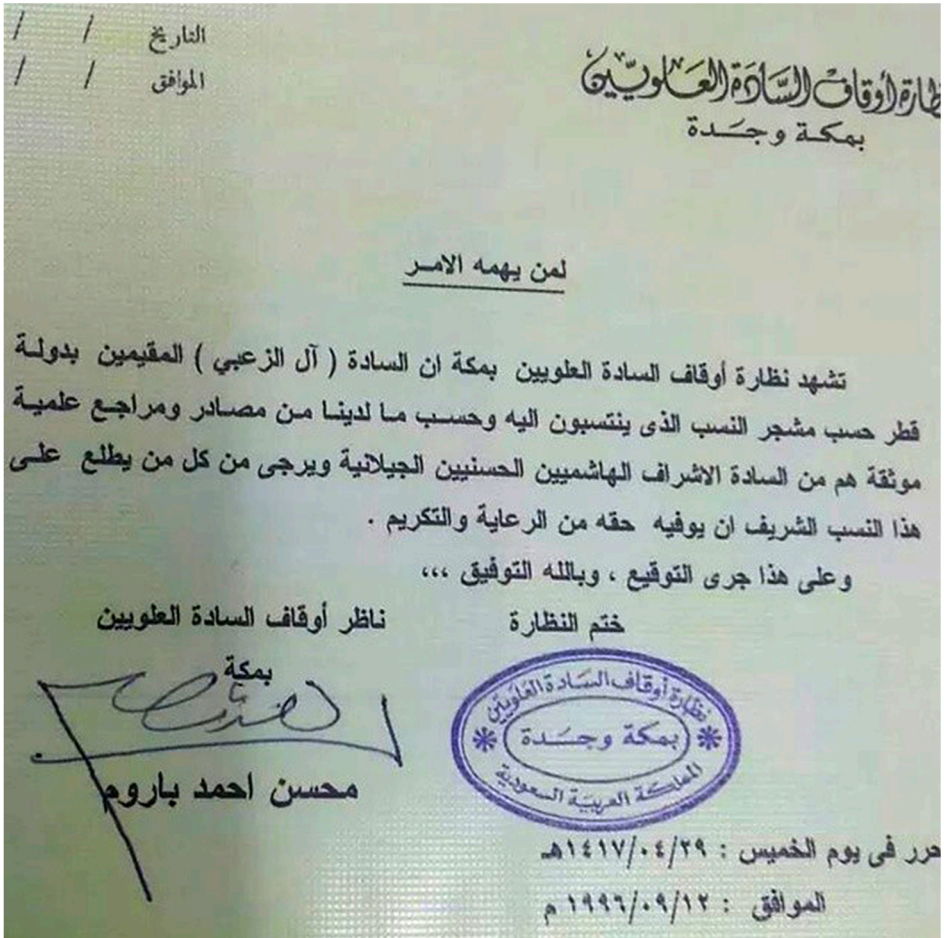 نظارة أوقاف السادة العلويين
بمكة وجدة
التاريخ / /
الموافق / /
لمن يهمه الامر
تشهد نظارة أوقاف السادة العلويين بمكة ان السادة ( آل الزعبي ) المقيمين بدولة
قطر حسب مشجر النسب الذى ينتسبون اليه وحسب ما لدينا من مصادر ومراجع علمية
موثقة هم من السادة الاشراف الهاشميين الحسنيين الجيلانية ويرجى من كل من يطلع على
هذا النسب الشريف ان يوفيه حقه من الرعاية والتكريم .
وعلى هذا جرى التوقيع ، وبالله التوفيق ،،،
ختم النظارة
ناظر أوقاف السادة العلويين
بمكة
نظارة أوقاف السادة العلويين
بمكة وجدة
المملكة العربية السعودية
محسن احمد باروم
حرر فى يوم الخميس : ١٤١٧/٠٤/٢٩هـ
الموافق : ١٩٩٦/٠٩/١٢ م